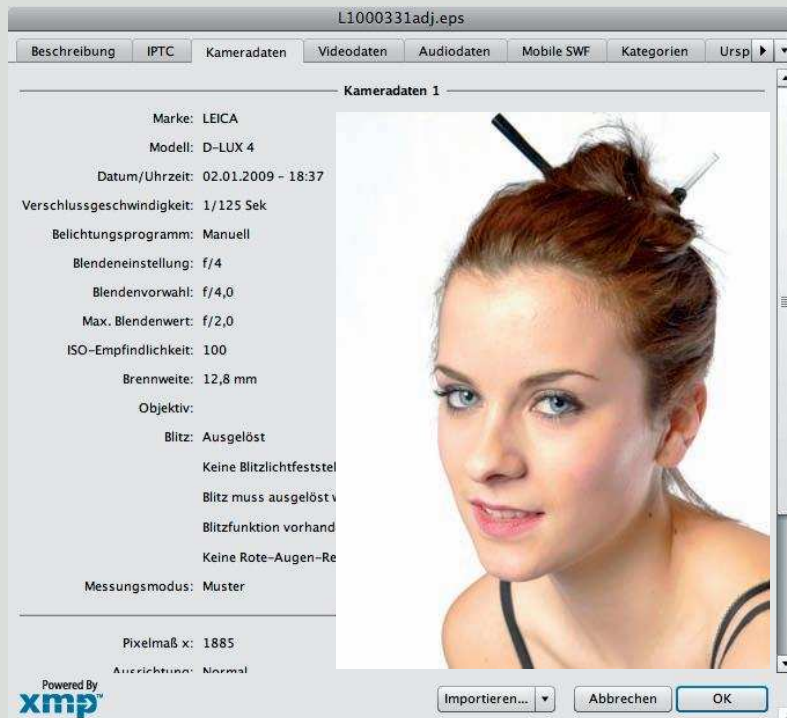 L1000331adj.eps
Beschreibung IPTC Kameradaten Videodaten Audiodaten Mobile SWF Kategorien Ursp
Kameradaten 1
Marke: LEICA
Modell: D-LUX 4
Datum/Uhrzeit: 02.01.2009 - 18:37
Verschlussgeschwindigkeit: 1/125 Sek
Belichtungsprogramm: Manuell
Blendeneinstellung: f/4
Blendenvorwahl: f/4,0
Max. Blendenwert: f/2,0
ISO-Empfindlichkeit: 100
Brennweite: 12,8 mm
Objektiv:
Blitz: Ausgelöst
Keine Blitzlichtfeststel
Blitz muss ausgelöst
Blitzfunktion vorhand
Keine Rote-Augen-Re
Messungsmodus: Muster
Pixelmaß x: 1885
Ausrichtung: Normal
Powered By
xmp™
Importieren... Abbrechen OK